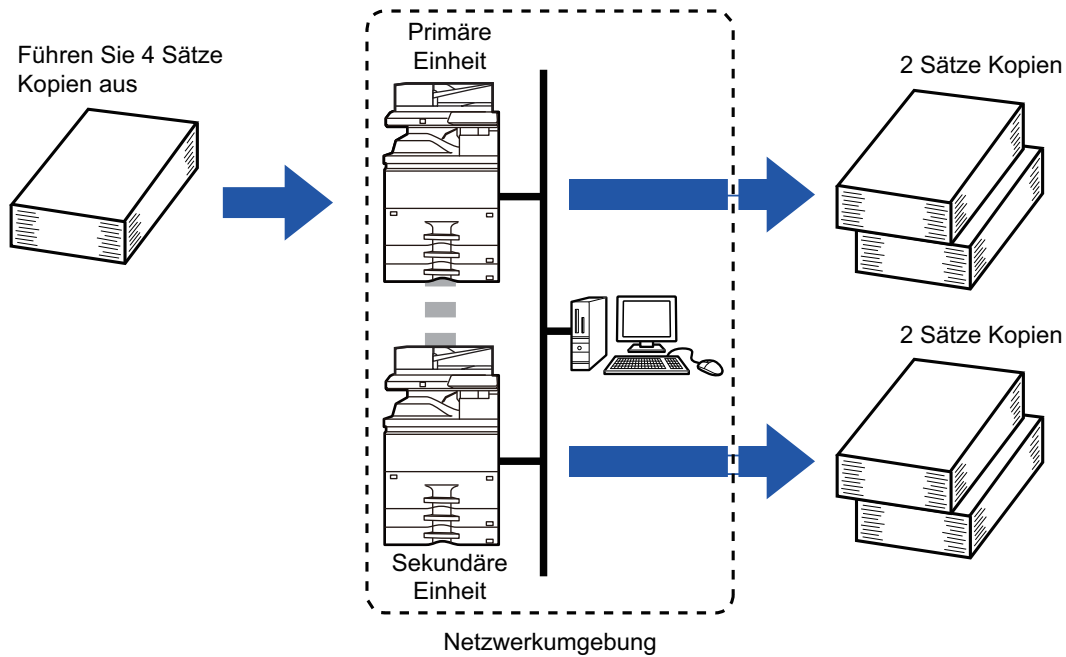 Führen Sie 4 Sätze
Kopien aus
Primäre
Einheit
2 Sätze Kopien
2 Sätze Kopien
Sekundäre
Einheit
Netzwerkumgebung